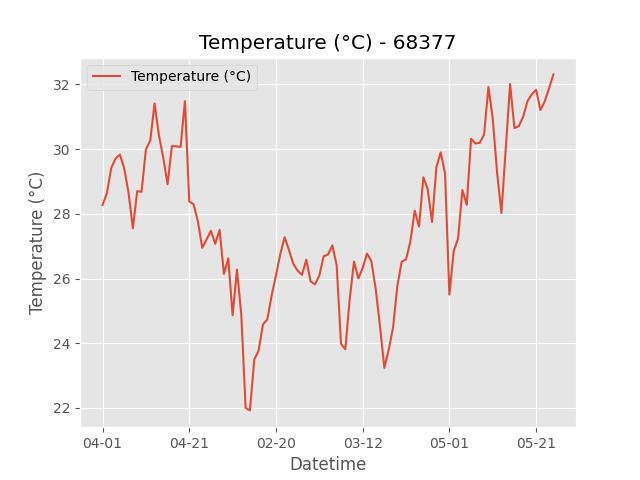 Temperature (°C) - 68377
Temperature (°C)
Temperature (°C)
32
30
28
26
24
22
04-01 04-21 02-20 03-12 05-01 05-21
Datetime